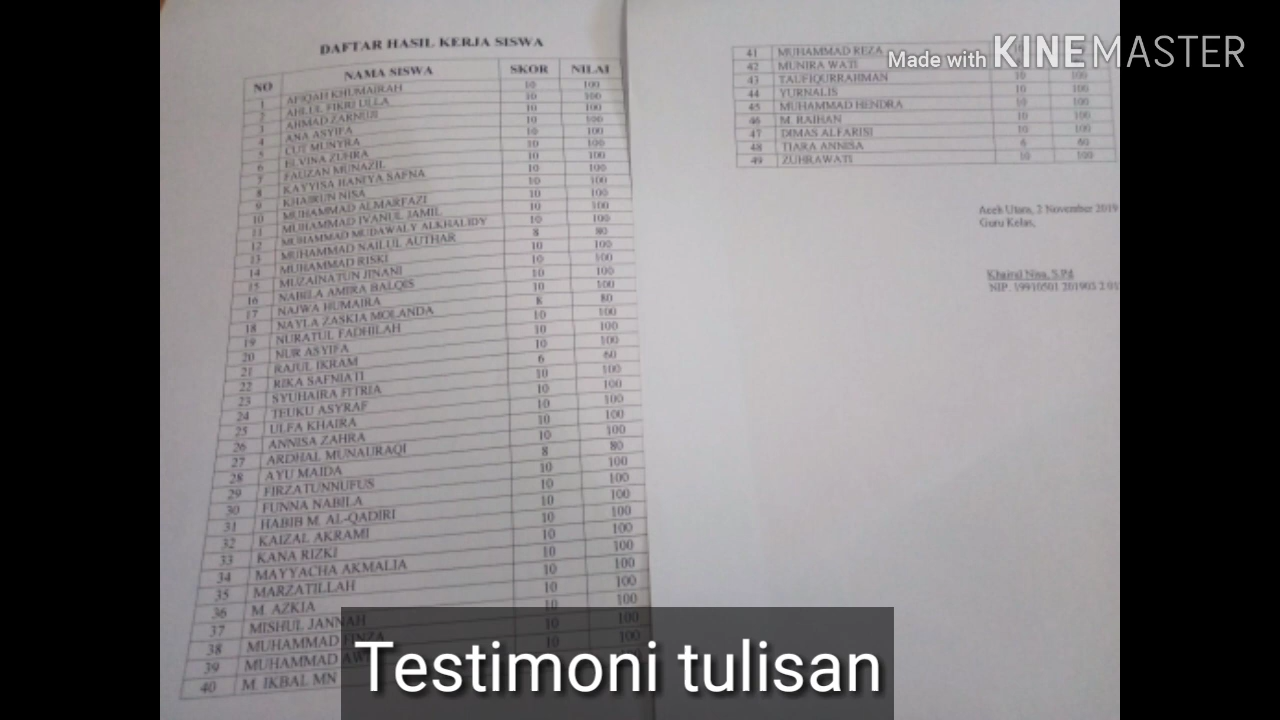 DAFTAR HASIL KERJA SISWA
NO NAMA SISWA SKOR NILAI
1 AFIQAH KHUMAIRAH 10 100
2 AHLUL FIKRI ULLA 10 100
3 AHMAD ZARNUJI 10 100
4 ANA ASYIFA 10 100
5 CUT MUNYRA 10 100
6 ELVINA ZUHRA 10 100
7 FAUZAN MUNAZIL 10 100
8 KAYYISA HANIYA SAFNA 10 100
9 KHAIRUN NISA 10 100
10 MUHAMMAD ALMARFAZI 10 100
11 MUHAMMAD IVANUL JAMIL 10 100
12 MUHAMMAD MUDAWALY ALKHALIDY 10 100
13 MUHAMMAD NAILUL AUTHAR 8 80
14 MUHAMMAD RISKI 10 100
15 MUZAINATUN JINANI 10 100
16 NABILA AMIRA BALQIS 10 100
17 NAJWA HUMAIRA 10 100
18 NAYLA ZASKIA MOLANDA 8 80
19 NURATUL FADHILAH 10 100
20 NUR ASYIFA 10 100
21 RAJUL IKRAM 10 100
22 RIKA SAFNIATI 6 60
23 SYUHAIRA FITRIA 10 100
24 TEUKU ASYRAF 10 100
25 ULFA KHAIRA 10 100
26 ANNISA ZAHRA 10 100
27 ARDHAL MUNAURAQI 10 100
28 AYU MAIDA 8 80
29 FIRZATUNNUFUS 10 100
30 FUNNA NABILA 10 100
31 HABIB M. AL-QADIRI 10 100
32 KAIZAL AKRAMI 10 100
33 KANA RIZKI 10 100
34 MAYYACHA AKMALIA 10 100
35 MARZATILLAH 10 100
36 M. AZKIA 10 100
37 MISHUL JANNAH 10 100
38 MUHAMMAD FINZA 10 100
39 MUHAMMAD 10 100
40 M. IKBAL MN
41 MUHAMMAD REZA
42 MUNIRA WATI
43 TAUFIQURRAHMAN 10 100
44 YURNALIS 10 100
45 MUHAMMAD HENDRA 10 100
46 M. RAIHAN 10 100
47 DIMAS ALFARISI 10 100
48 TIARA ANNISA 6 60
49 ZUHRAWATI 10 100
Aceh Utara, 2 November 2019
Guru Kelas,
Khairul Nisa, S.Pd
NIP. 19910501 201903 2 01
Made with KINEMASTER
Testimoni tulisan